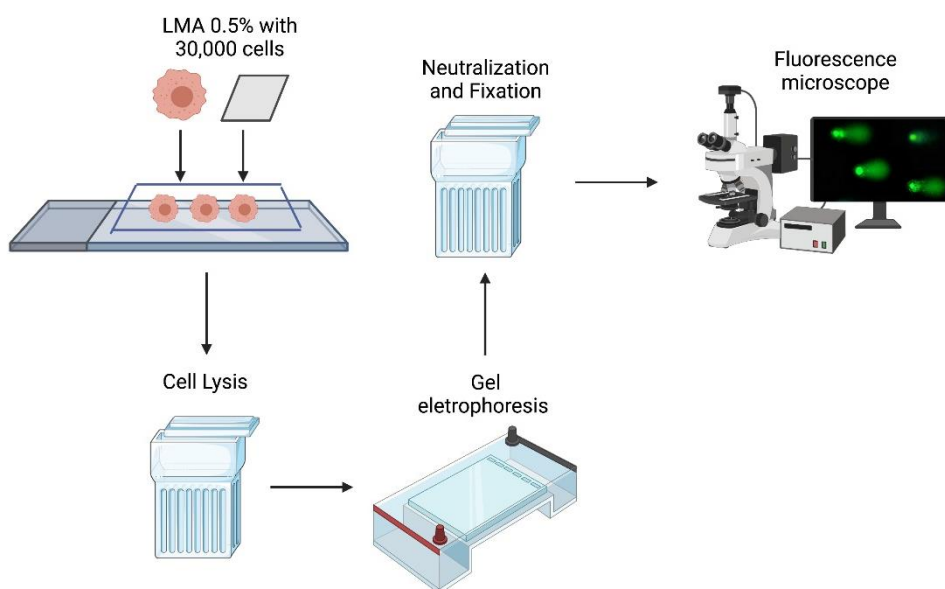 LMA 0.5% with
30,000 cells
Cell Lysis
Gel
eletrophoresis
Neutralization
and Fixation
Fluorescence
microscope